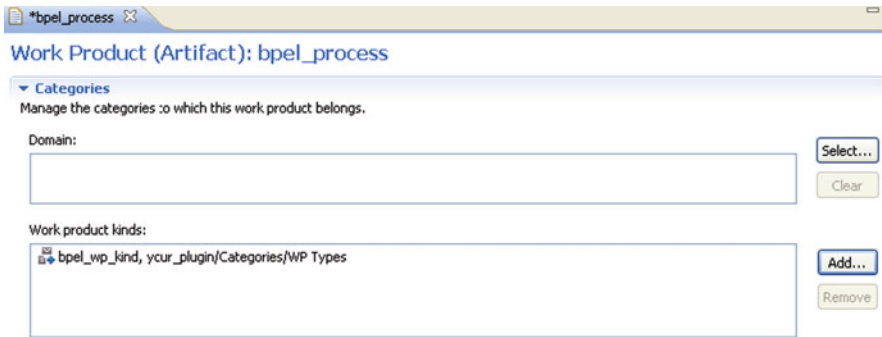 *bpel_process
Work Product (Artifact): bpel_process
Categories
Manage the categories :o which this work product belongs.
Domain:
Select...
Clear
Work product kinds:
bpel_wp_kind, ycur_plugin/Categories/WP Types
Add...
Remove